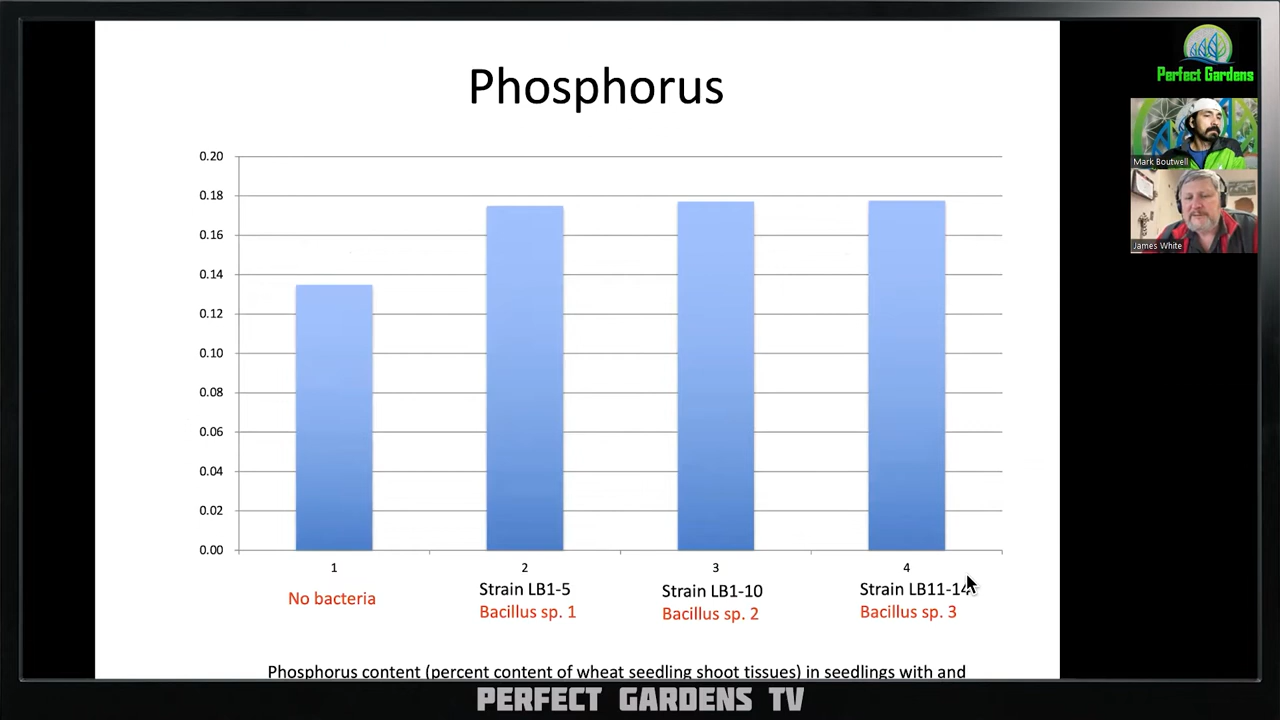 Phosphorus
Perfect Gardens
Mark Boutwell
James White
0.20
0.18
0.16
0.14
0.12
0.10
0.08
0.06
0.04
0.02
0.00
1
2
3
4
Strain LB1-5
Strain LB1-10
Strain LB11-14
No bacteria
Bacillus sp. 1
Bacillus sp. 2
Bacillus sp. 3
Phosphorus content (percent content of wheat seedling shoot tissues) in seedlings with and
PERFECT GARDENS TV